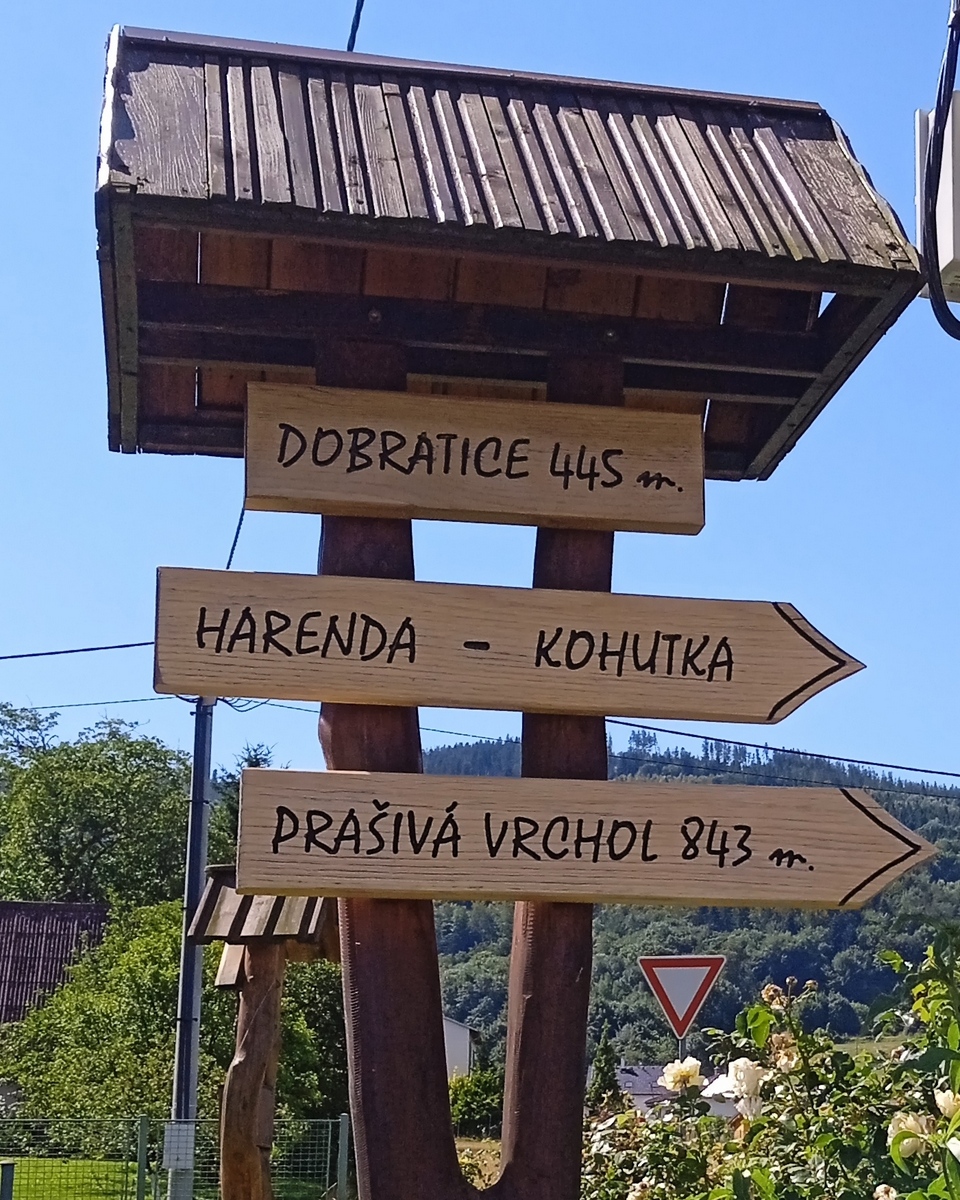 DOBRATICE 445 m.
HARENDA - KOHUTKA
PRAŠIVÁ VRCHOL 843 m.